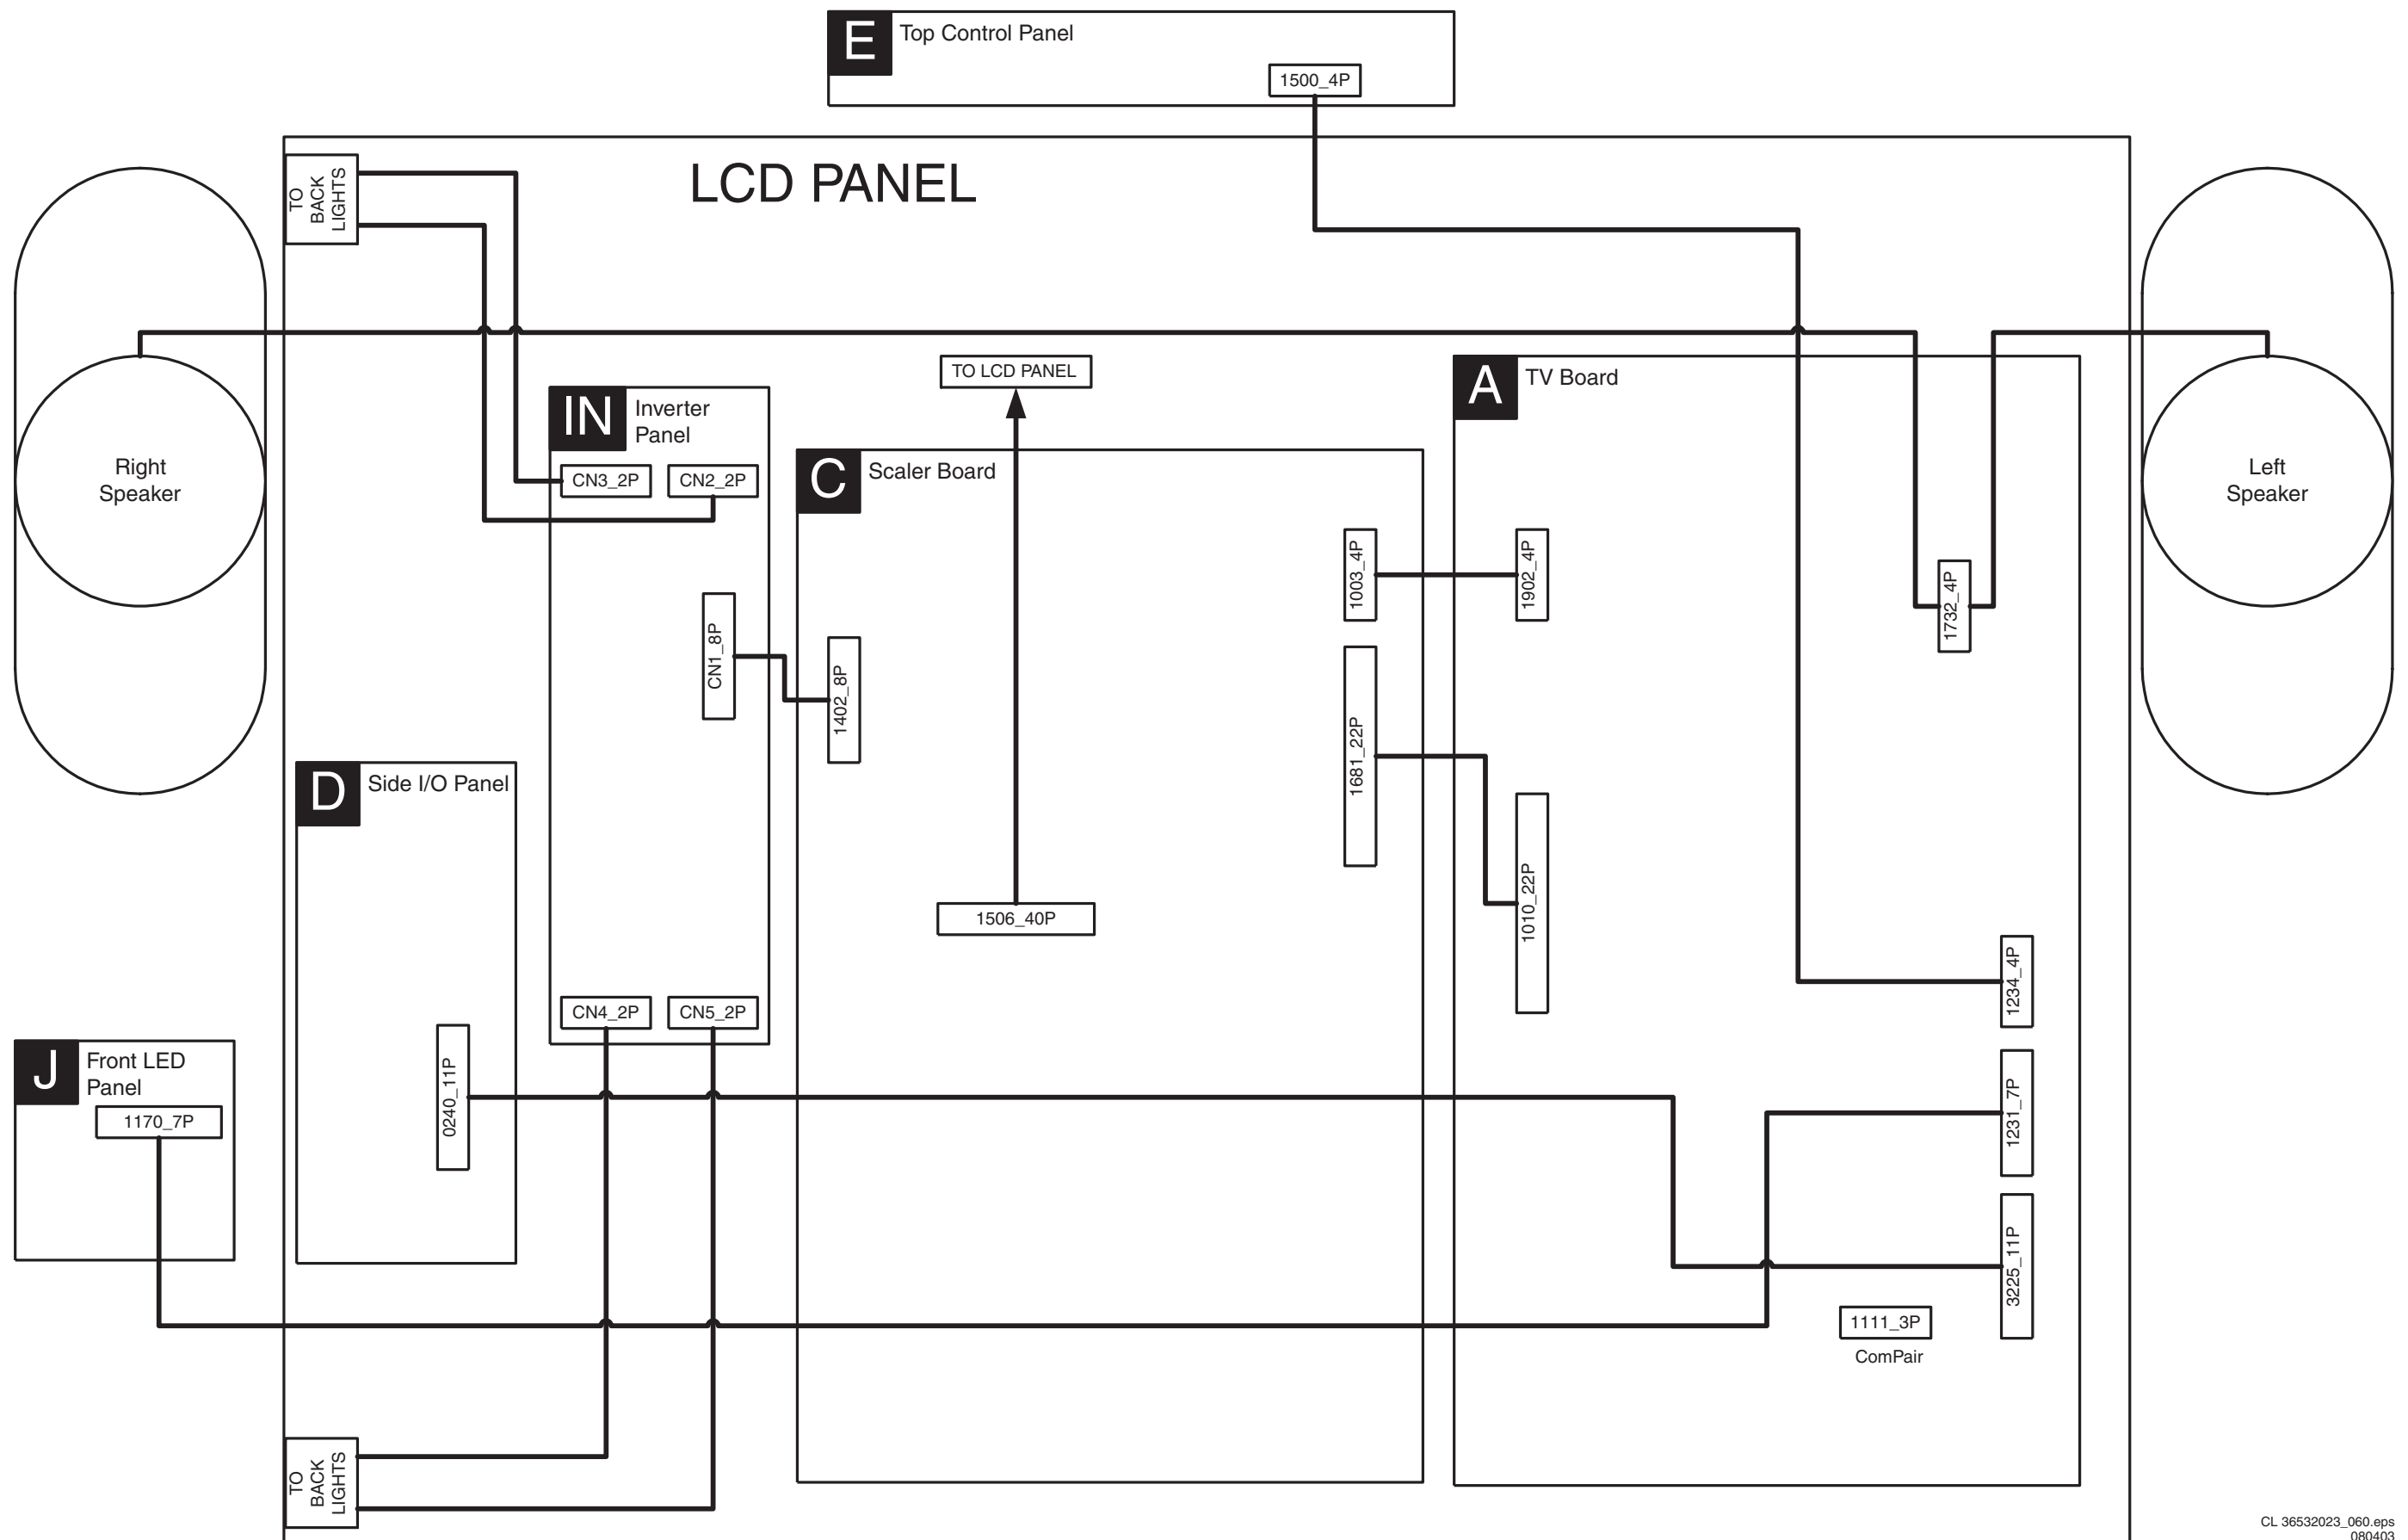 E
Top Control Panel
1500_4P
LCD PANEL
TO
BACK
LIGHTS
Right
Speaker
Left
Speaker
TO LCD PANEL
IN
Inverter
Panel
CN3_2P
CN2_2P
CN1_8P
CN4_2P
CN5_2P
C
Scaler Board
1003_4P
1402_8P
1681_22P
1506_40P
A
TV Board
1902_4P
1732_4P
1010_22P
1234_4P
1231_7P
3225_11P
1111_3P
ComPair
D
Side I/O Panel
0240_11P
J
Front LED
Panel
1170_7P
TO
BACK
LIGHTS
CL 36532023_060.eps
080403